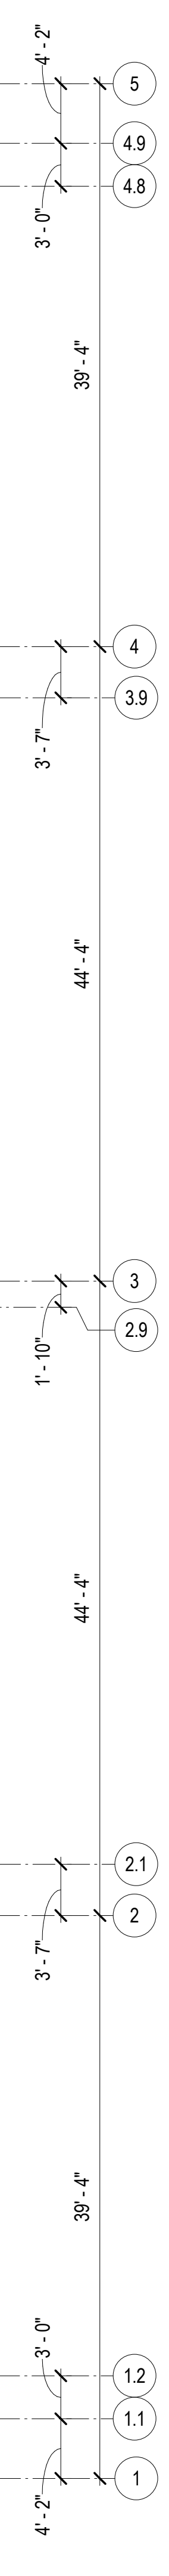 4' - 2"
5
4.9
4.8
3' - 0"
39' - 4"
4
3.9
3' - 7"
44' - 4"
3
2.9
1' - 10"
44' - 4"
2.1
2
3' - 7"
39' - 4"
3' - 0"
1.2
1.1
1
4' - 2"